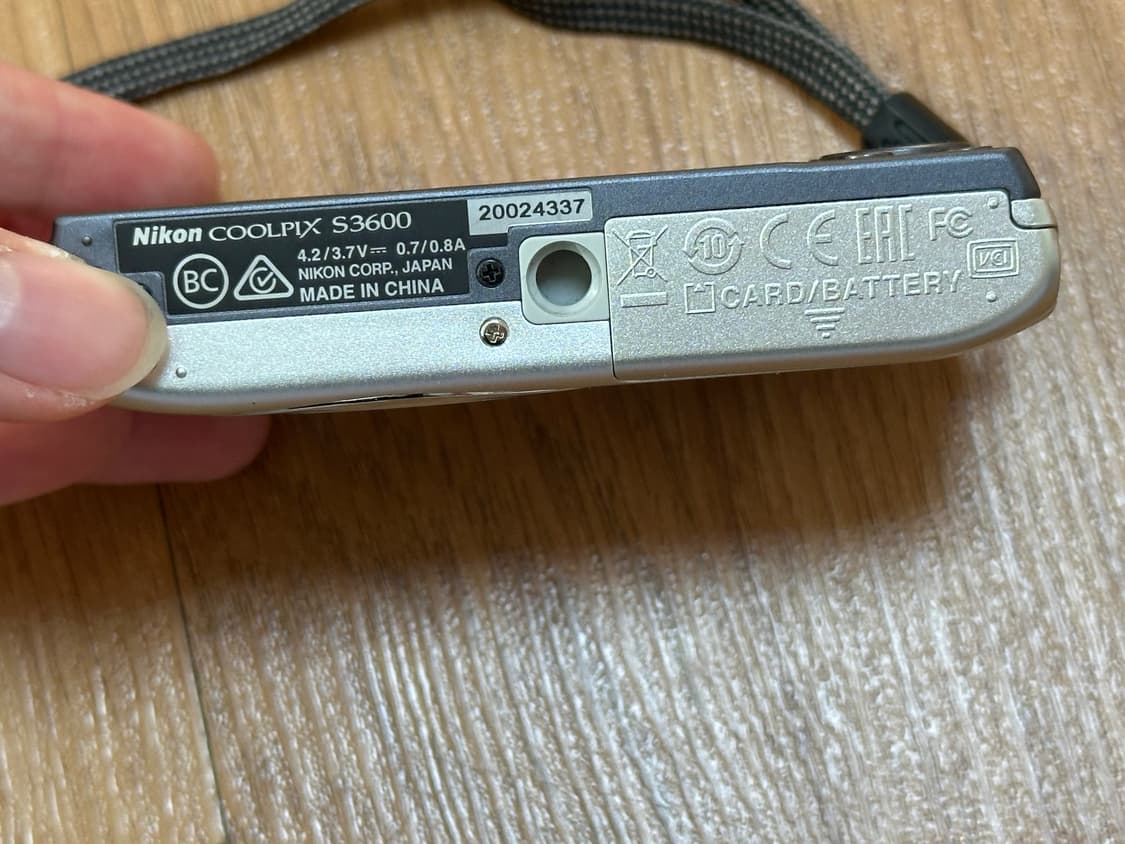 Nikon COOLPIX S3600
20024337
4.2/3.7V⎓ 0.7/0.8A
NIKON CORP., JAPAN
MADE IN CHINA
BC
10
CE
EAC
FC
VCI
CARD/BATTERY